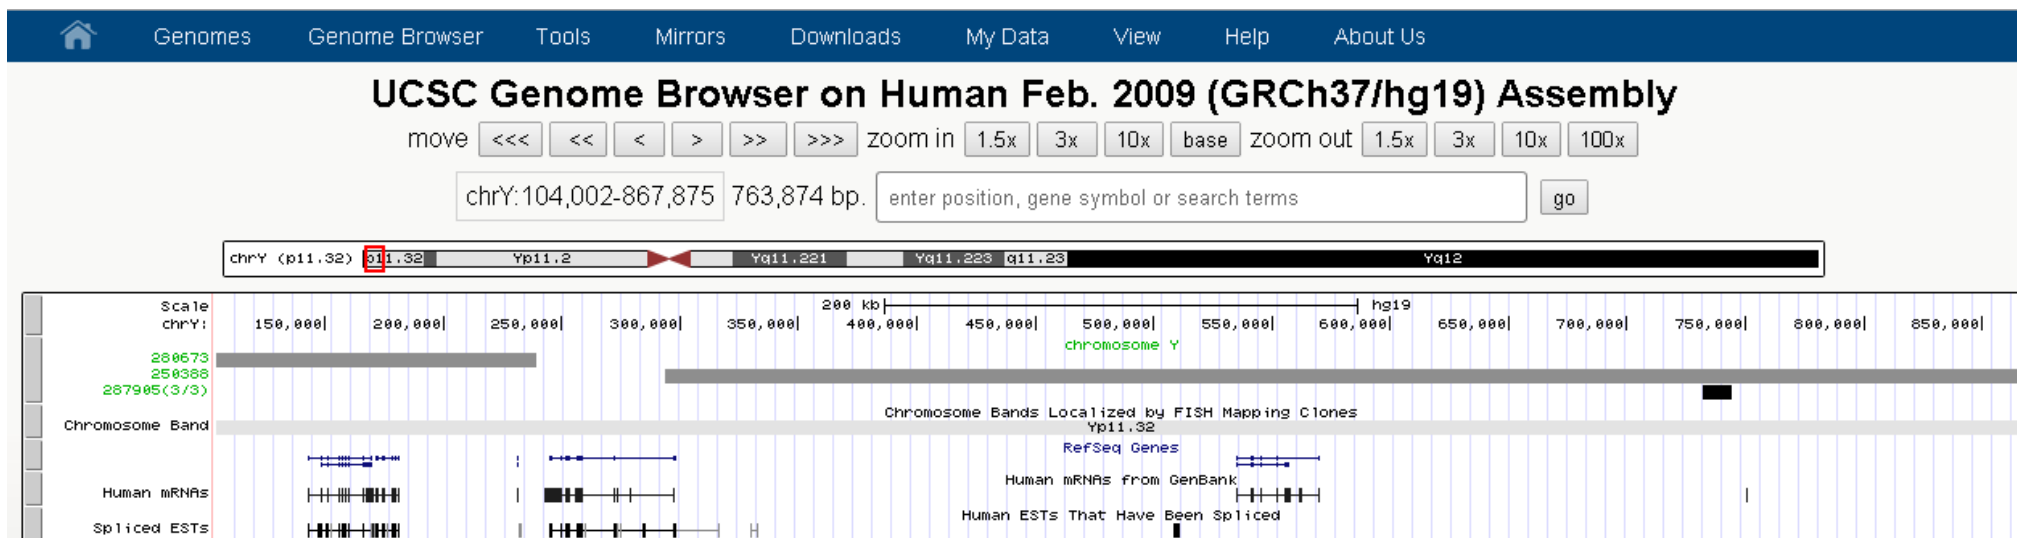 Genomes Genome Browser Tools Mirrors Downloads My Data View Help About Us
UCSC Genome Browser on Human Feb. 2009 (GRCh37/hg19) Assembly
move <<< << < > >> >>> zoom in 1.5x 3x 10x base zoom out 1.5x 3x 10x 100x
chrY:104,002-867,875 763,874 bp. enter position, gene symbol or search terms go
chrY (p11.32) p11.32 Yp11.2 Yq11.221 Yq11.223 q11.23 Yq12
Scale 200 kb hg19
chrY: 150,000 200,000 250,000 300,000 350,000 400,000 450,000 500,000 550,000 600,000 650,000 700,000 750,000 800,000 850,000
chromosome Y
280673
250388
287905(3/3)
Chromosome Bands Localized by FISH Mapping Clones
Chromosome Band Yp11.32
RefSeq Genes
Human mRNAs from GenBank
Human mRNAs
Human ESTs That Have Been Spliced
Spliced ESTs